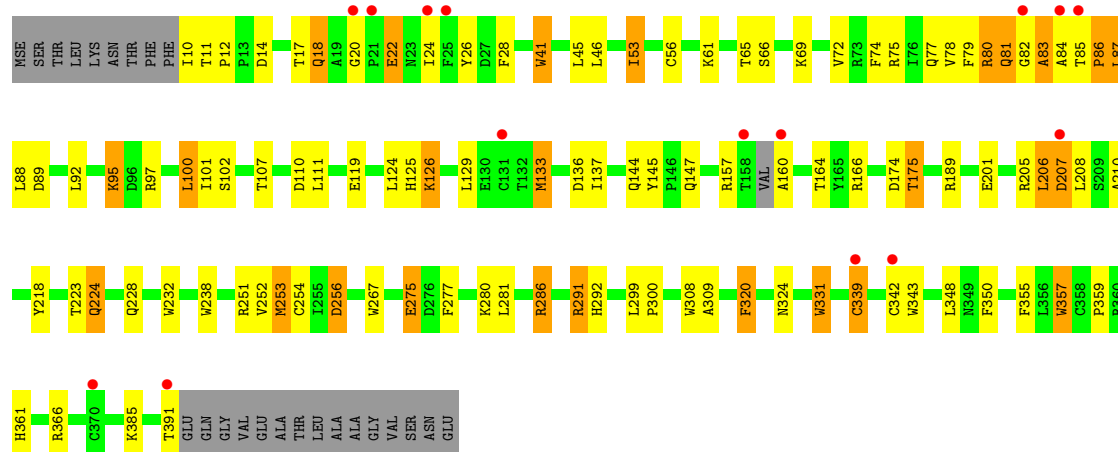 MSE SER THR LEU LYS ASN THR PHE PHE I10 T11 P12 P13 D14 T17 Q18 A19 G20 P21 E22 N23 I24 F25 Y26 D27 F28 W41 L45 L46 I53 C56 K61 T65 S66 K69 V72 R73 F74 R75 I76 Q77 V78 F79 R80 Q81 G82 A83 A84 T85 P86 L87
L88 D89 L92 K95 D96 R97 L100 I101 S102 T107 D110 L111 E119 L124 H125 K126 L129 E130 C131 T132 M133 D136 I137 Q144 Y145 P146 Q147 R157 T158 VAL A160 T164 Y165 R166 D174 T175 R189 E201 R205 L206 D207 L208 S209 A210
Y218 T223 Q224 Q228 W232 W238 R251 V252 M253 C254 I255 D256 W267 E275 D276 F277 K280 L281 R286 R291 H292 L299 P300 W308 A309 F320 N324 W331 C339 C342 W343 L348 N349 F350 F355 L356 W357 C358 P359 R360
H361 R366 C370 K385 T391 GLU GLN GLY VAL GLU ALA THR LEU ALA ALA GLY VAL SER ASN GLU